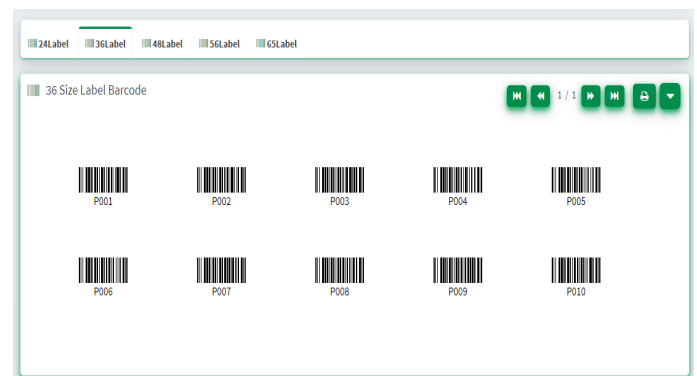 24Label 36Label 48Label 56Label 65Label
36 Size Label Barcode 1 / 1
P001 P002 P003 P004 P005
P006 P007 P008 P009 P010